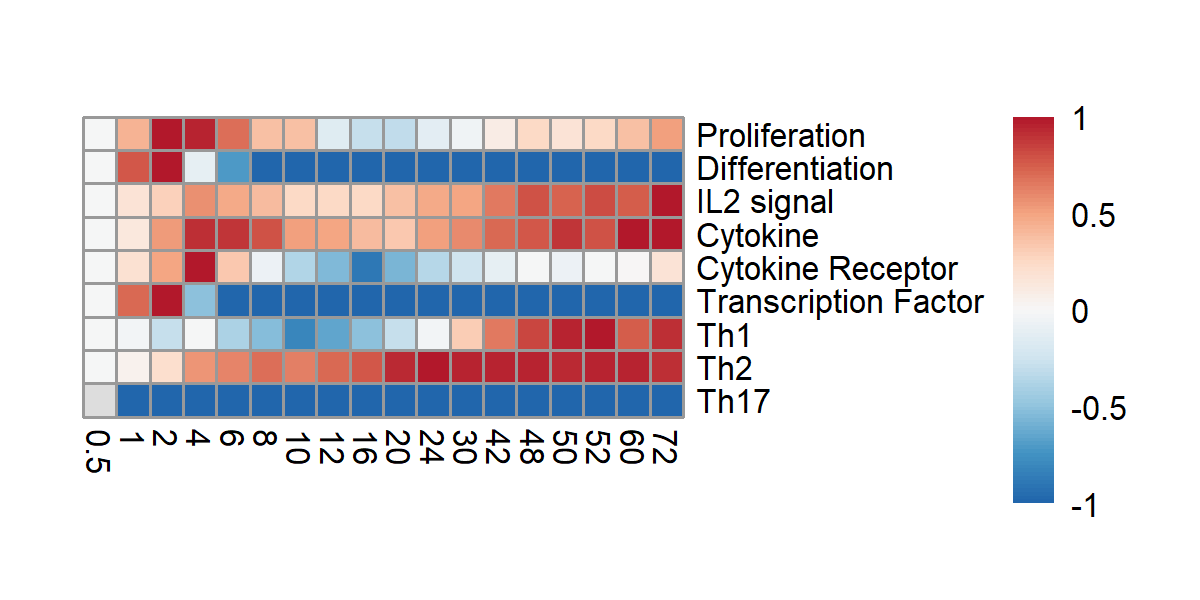 Proliferation
Differentiation
IL2 signal
Cytokine
Cytokine Receptor
Transcription Factor
Th1
Th2
Th17
0.5 1 2 4 6 8 10 12 16 20 24 30 42 48 50 52 60 72
1
0.5
0
-0.5
-1